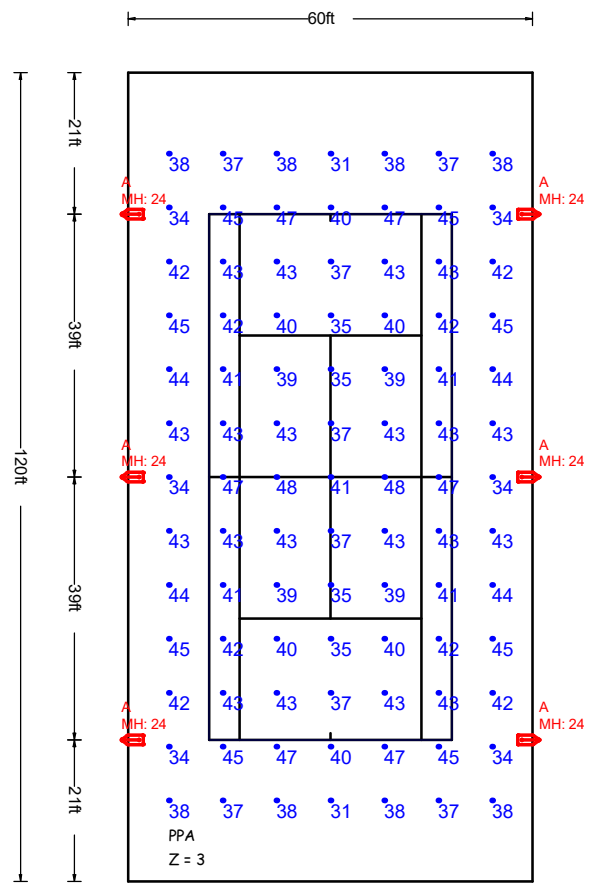 60ft
21ft
38 37 38 31 38 37 38
A
MH: 24
A
MH: 24
34 45 47 40 47 45 34
42 43 43 37 43 43 42
45 42 40 35 40 42 45
39ft
44 41 39 35 39 41 44
43 43 43 37 43 43 43
120ft
A
MH: 24
A
MH: 24
34 47 48 41 48 47 34
43 43 43 37 43 43 43
39ft
44 41 39 35 39 41 44
45 42 40 35 40 42 45
42 43 43 37 43 43 42
A
MH: 24
A
MH: 24
34 45 47 40 47 45 34
21ft
38 37 38 31 38 37 38
PPA
Z = 3